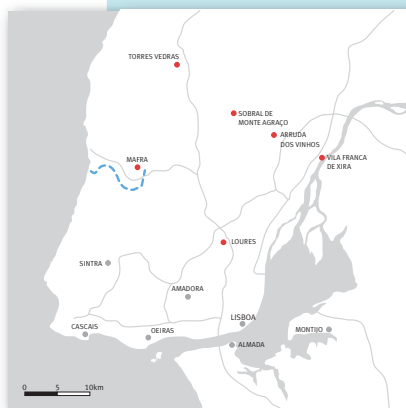 TORRES VEDRAS
SOBRAL DE
MONTE AGRAÇO
ARRUDA
DOS VINHOS
MAFRA
VILA FRANCA
DE XIRA
LOURES
SINTRA
AMADORA
LISBOA
CASCAIS
OEIRAS
MONTIJO
ALMADA
0 5 10km